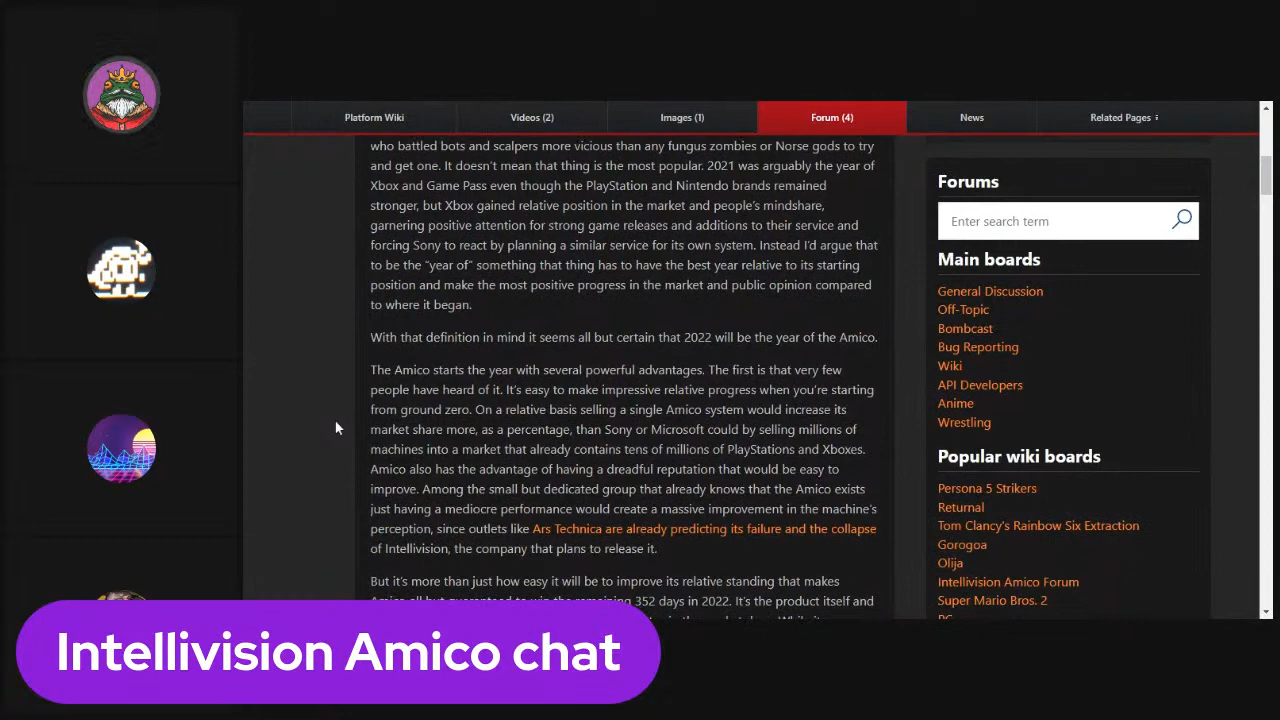 Platform Wiki
Videos (2)
Images (1)
Forum (4)
News
Related Pages
who battled bots and scalpers more vicious than any fungus zombies or Norse gods to try
and get one. It doesn't mean that thing is the most popular. 2021 was arguably the year of
Xbox and Game Pass even though the PlayStation and Nintendo brands remained
stronger, but Xbox gained relative position in the market and people's mindshare,
garnering positive attention for strong game releases and additions to their service and
forcing Sony to react by planning a similar service for its own system. Instead I'd argue that
to be the "year of" something that thing has to have the best year relative to its starting
position and make the most positive progress in the market and public opinion compared
to where it began.
With that definition in mind it seems all but certain that 2022 will be the year of the Amico.
The Amico starts the year with several powerful advantages. The first is that very few
people have heard of it. It's easy to make impressive relative progress when you're starting
from ground zero. On a relative basis selling a single Amico system would increase its
market share more, as a percentage, than Sony or Microsoft could by selling millions of
machines into a market that already contains tens of millions of PlayStations and Xboxes.
Amico also has the advantage of having a dreadful reputation that would be easy to
improve. Among the small but dedicated group that already knows that the Amico exists
just having a mediocre performance would create a massive improvement in the machine's
perception, since outlets like Ars Technica are already predicting its failure and the collapse
of Intellivision, the company that plans to release it.
But it's more than just how easy it will be to improve its relative standing that makes
remaining 352 days in 2022. It's the product itself and
Forums
Enter search term
Main boards
General Discussion
Off-Topic
Bombcast
Bug Reporting
Wiki
API Developers
Anime
Wrestling
Popular wiki boards
Persona 5 Strikers
Returnal
Tom Clancy's Rainbow Six Extraction
Gorogoa
Olija
Intellivision Amico Forum
Super Mario Bros. 2
Intellivision Amico chat